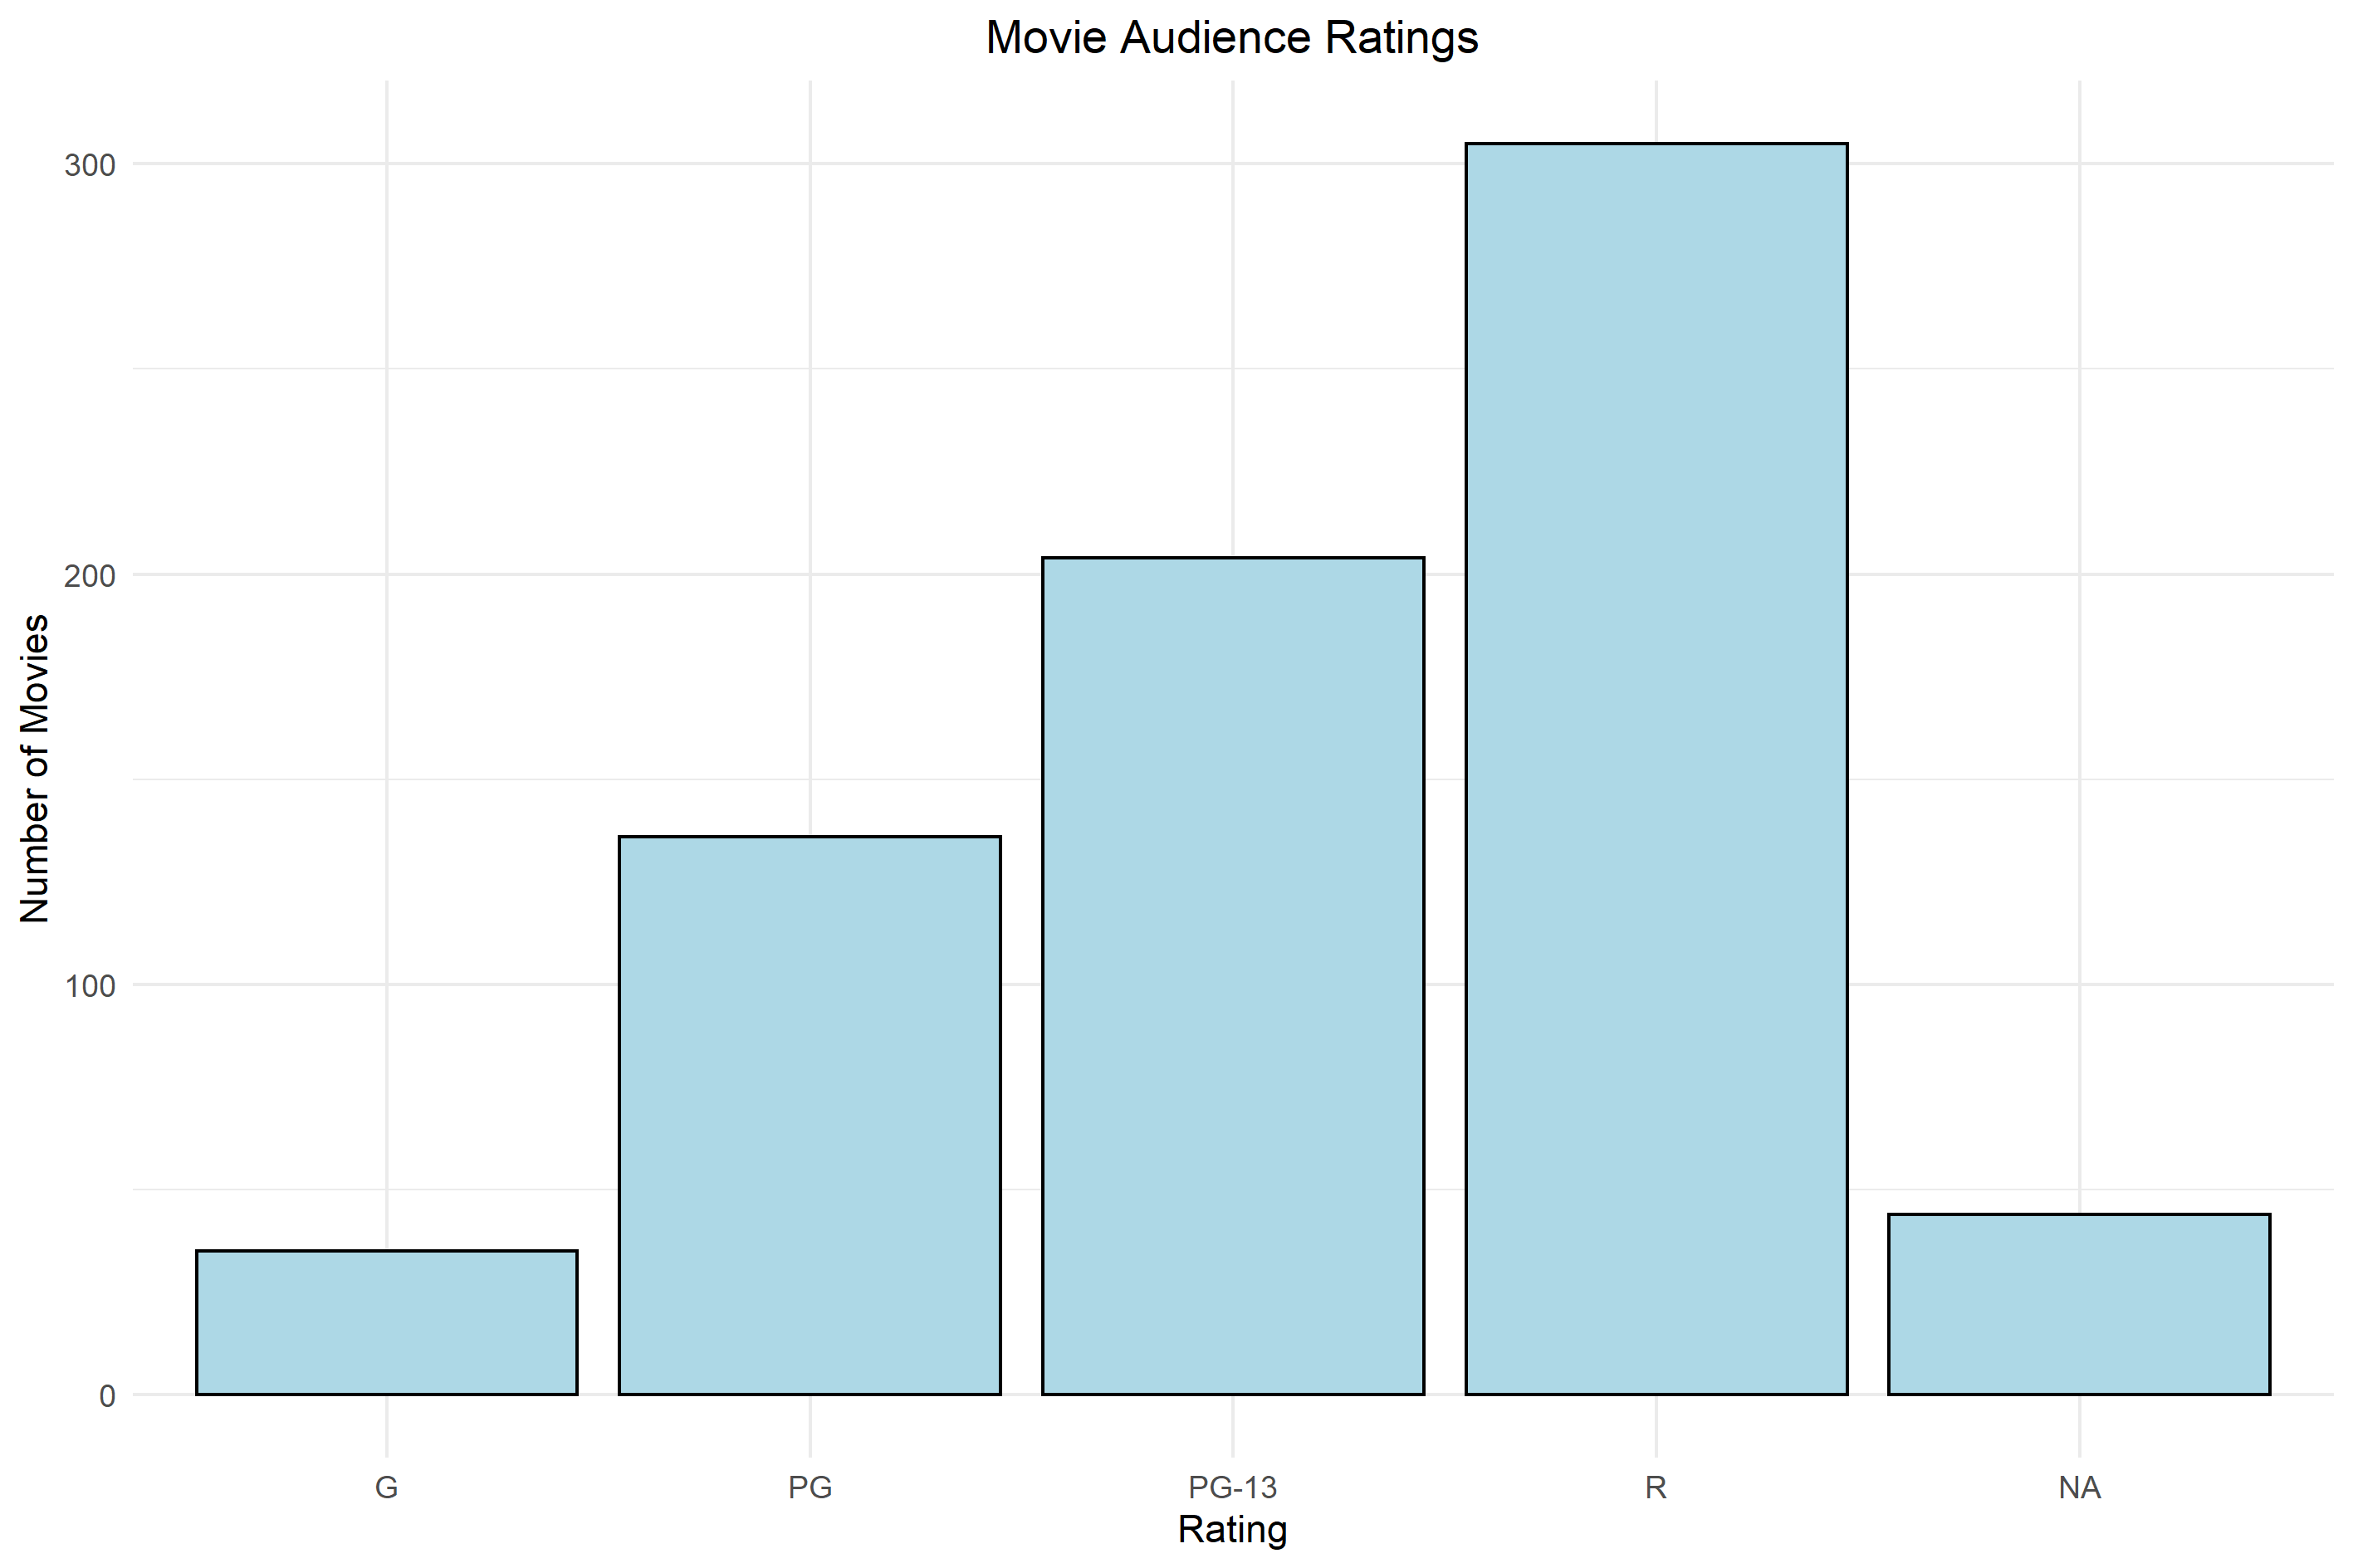 Movie Audience Ratings
Number of Movies
300
200
100
0
G
PG
PG-13
R
NA
Rating